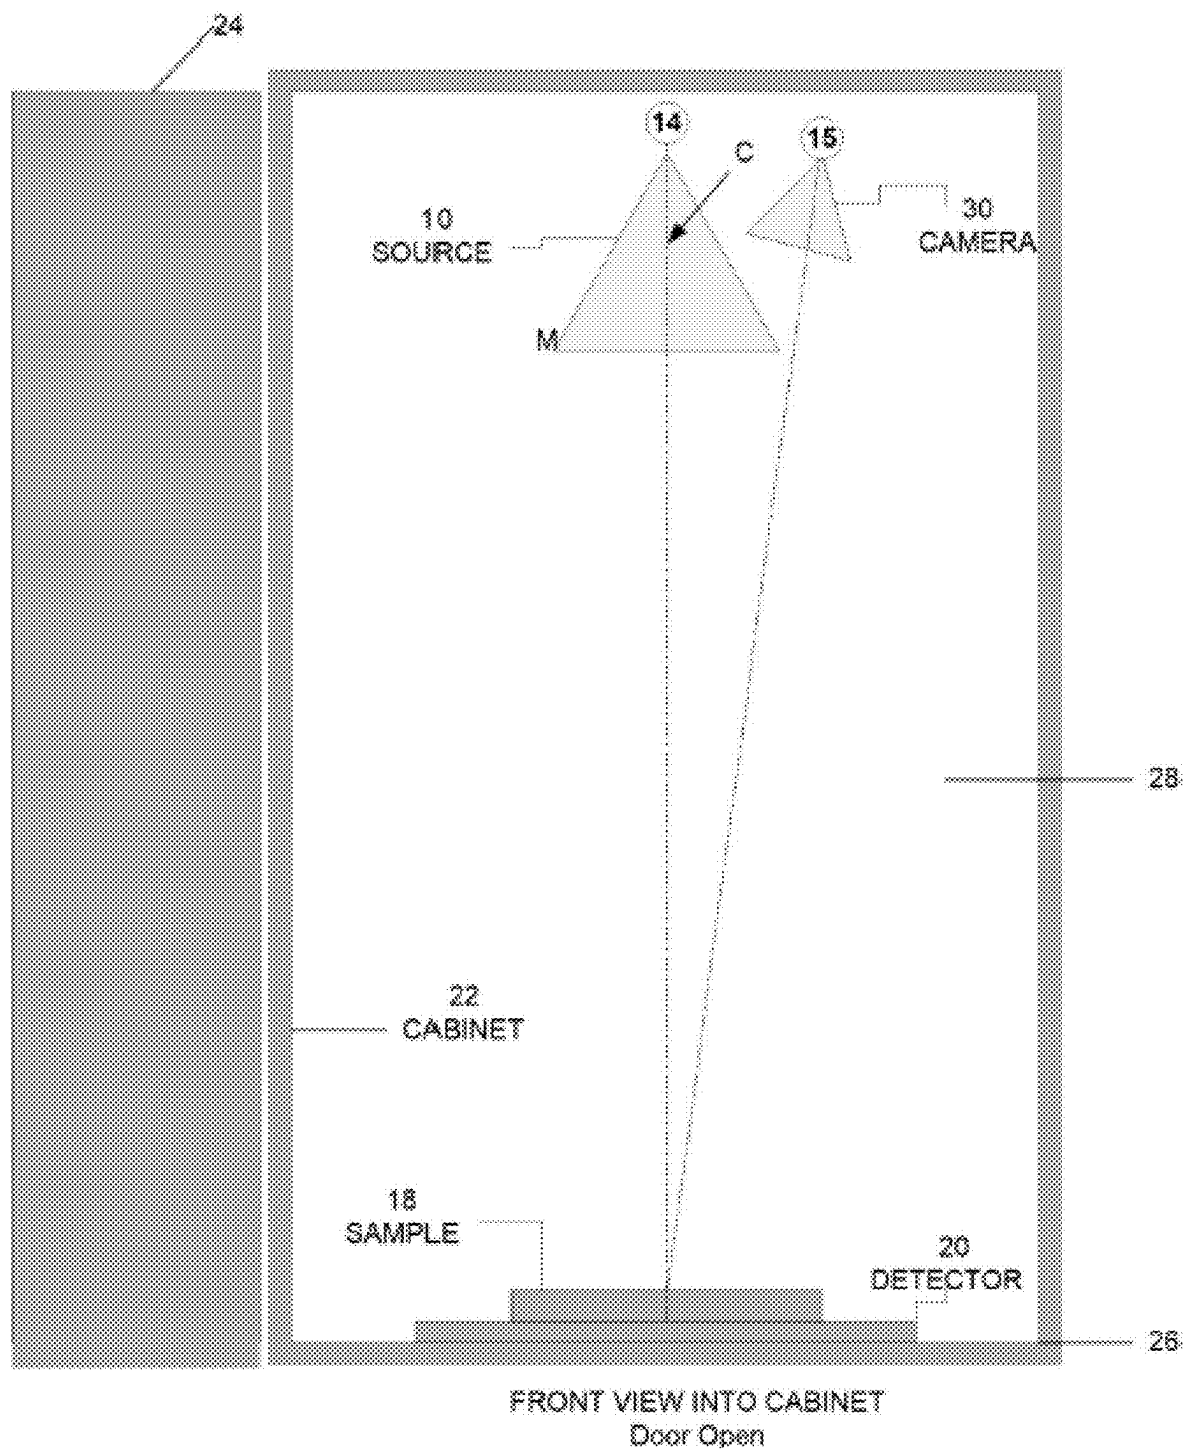 24
14
15
C
10
SOURCE
30
CAMERA
M
28
22
CABINET
18
SAMPLE
20
DETECTOR
26
FRONT VIEW INTO CABINET
Door Open